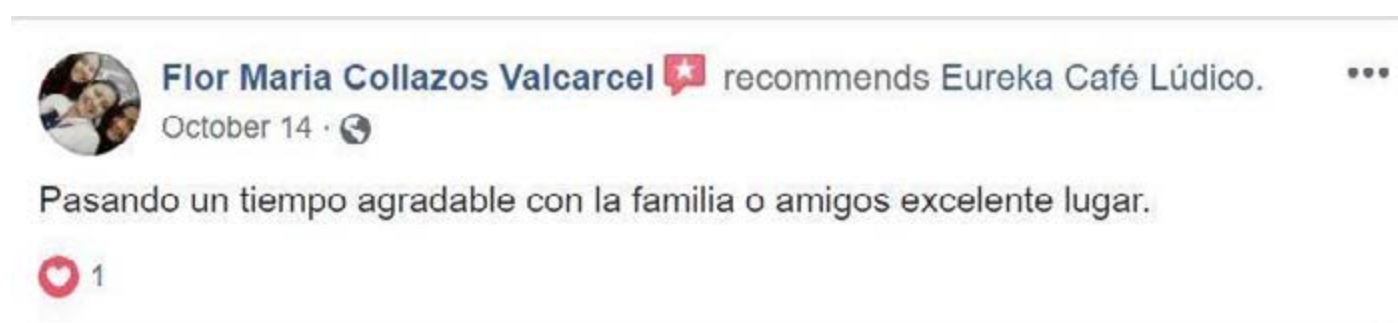 Flor Maria Collazos Valcarcel recommends Eureka Café Lúdico.
October 14 ·
Pasando un tiempo agradable con la familia o amigos excelente lugar.
1